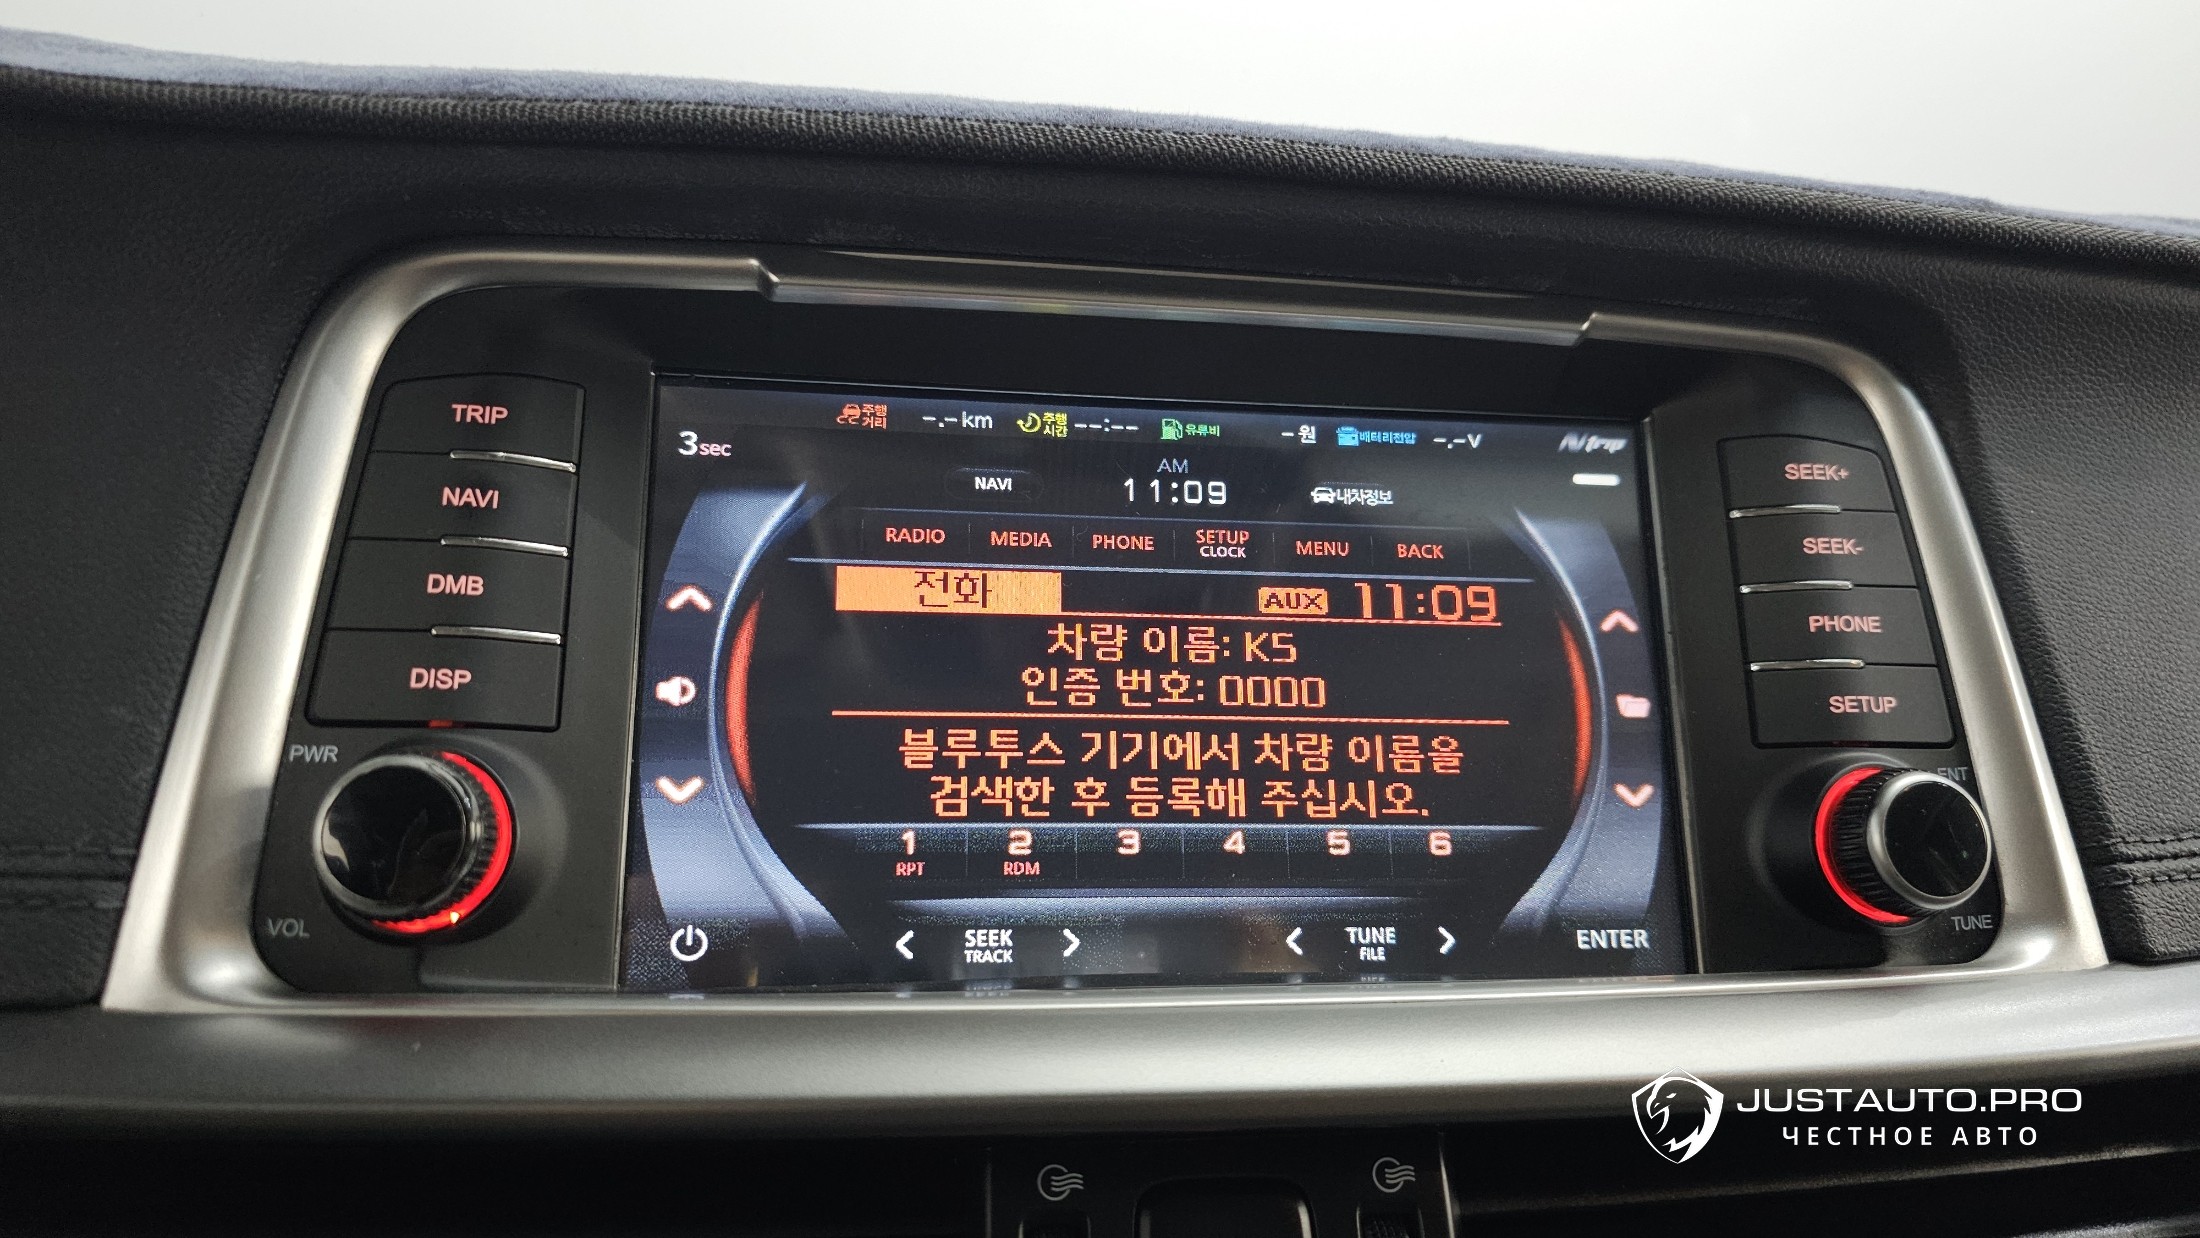 TRIP
NAVI
DMB
DISP
PWR
VOL
3sec
주행거리 -.-km 주행시간 --:-- 유류비 -원 배터리전압 -.-V
NAVI AM 11:09 내차정보
RADIO MEDIA PHONE SETUP CLOCK MENU BACK
전화 AUX 11:09
차량 이름: K5
인증 번호: 0000
블루투스 기기에서 차량 이름을
검색한 후 등록해 주십시오.
1 2 3 4 5 6
RPT RDM
SEEK TRACK TUNE FILE ENTER
SEEK+
SEEK-
PHONE
SETUP
ENT
TUNE
JUSTAUTO.PRO
ЧЕСТНОЕ АВТО